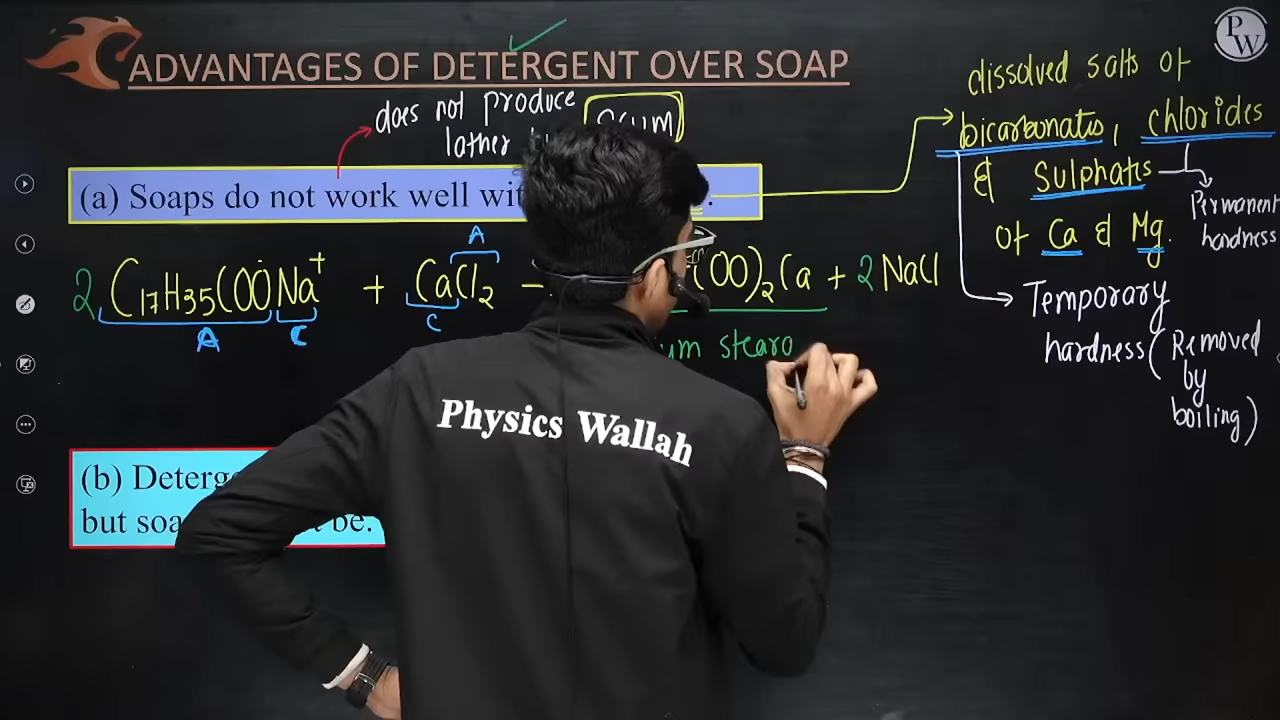 ADVANTAGES OF DETERGENT OVER SOAP
PW
does not produce
lather
scum
(a) Soaps do not work well wit
dissolved salts of
bicarbonates, chlorides
& Sulphates
of Ca & Mg.
Permanent
hardness
Temporary
hardness (Removed
by
boiling)
A
2 C17H35COO⁻Na⁺ + CaCl2 – COO)2Ca + 2NaCl
A C C
um stearo
Physics Wallah
(b) Deterge
but soa be.